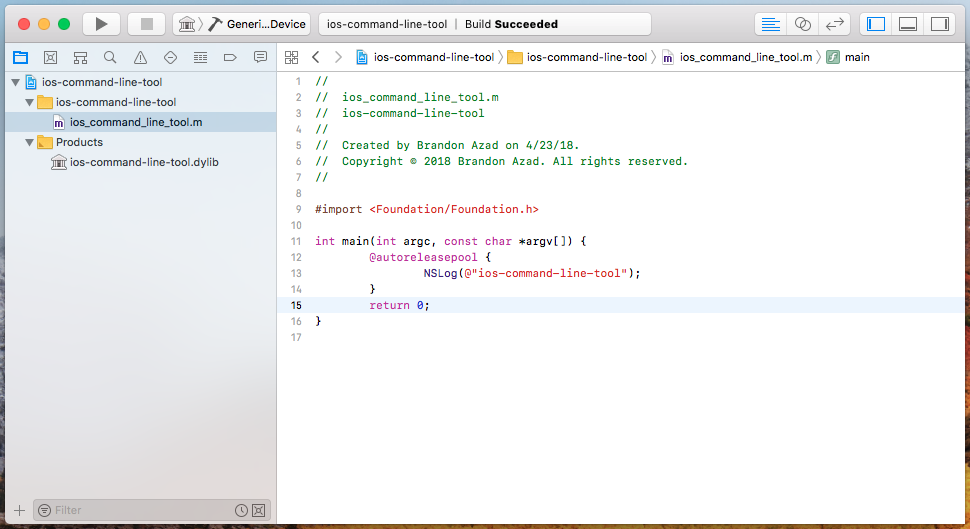 Generi...Device
ios-command-line-tool | Build Succeeded
ios-command-line-tool
ios-command-line-tool
ios_command_line_tool.m
Products
ios-command-line-tool.dylib
Filter
ios-command-line-tool ios-command-line-tool ios_command_line_tool.m main
1 //
2 //  ios_command_line_tool.m
3 //  ios-command-line-tool
4 //
5 //  Created by Brandon Azad on 4/23/18.
6 //  Copyright © 2018 Brandon Azad. All rights reserved.
7 //
8
9 #import <Foundation/Foundation.h>
10
11 int main(int argc, const char *argv[]) {
12         @autoreleasepool {
13                 NSLog(@"ios-command-line-tool");
14         }
15         return 0;
16 }
17